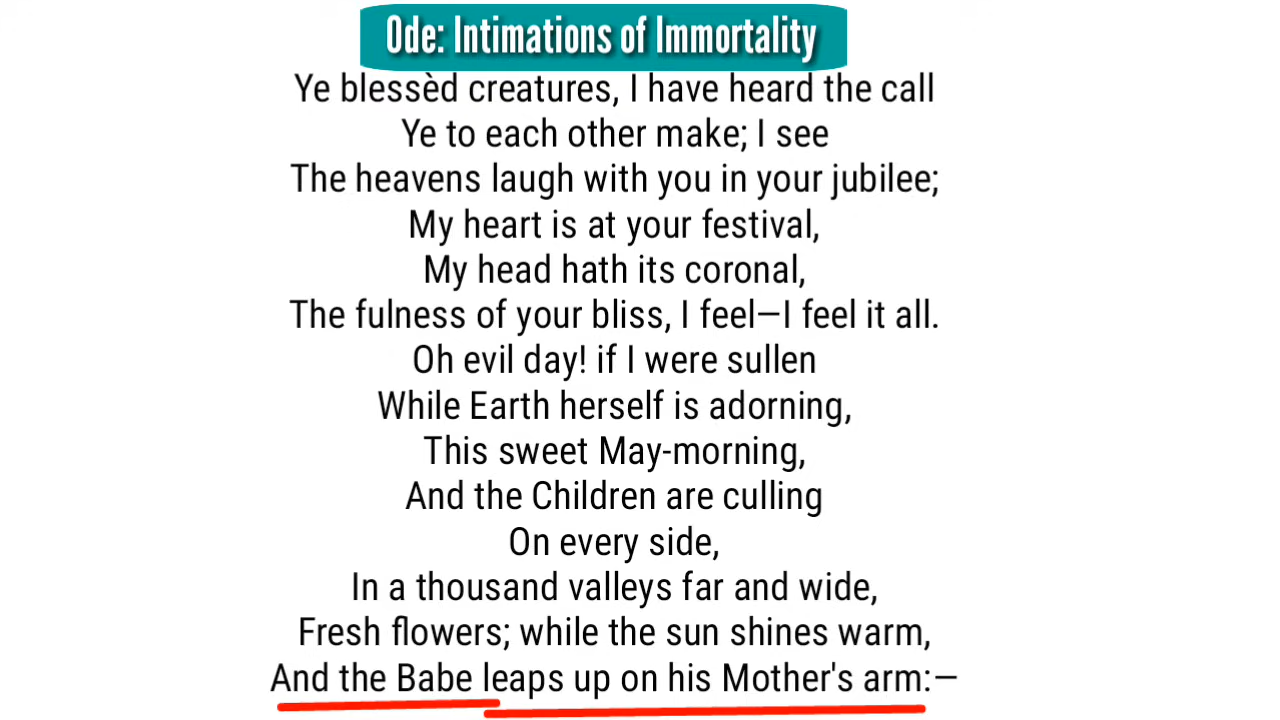 Ode: Intimations of Immortality
Ye blessèd creatures, I have heard the call
Ye to each other make; I see
The heavens laugh with you in your jubilee;
My heart is at your festival,
My head hath its coronal,
The fulness of your bliss, I feel—I feel it all.
Oh evil day! if I were sullen
While Earth herself is adorning,
This sweet May-morning,
And the Children are culling
On every side,
In a thousand valleys far and wide,
Fresh flowers; while the sun shines warm,
And the Babe leaps up on his Mother's arm:—